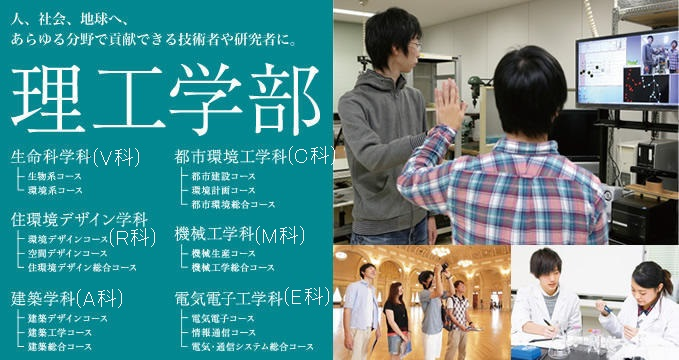 人、社会、地球へ、
あらゆる分野で貢献できる技術者や研究者に。
理工学部
生命科学科(V科)
生物系コース
環境系コース
住環境デザイン学科
(R科)
環境デザインコース
空間デザインコース
住環境デザイン総合コース
建築学科(A科)
建築デザインコース
建築工学コース
建築総合コース
都市環境工学科(C科)
都市建設コース
環境計画コース
都市環境総合コース
機械工学科(M科)
機械生産コース
機械工学総合コース
電気電子工学科(E科)
電気電子コース
情報通信コース
電気・通信システム総合コース